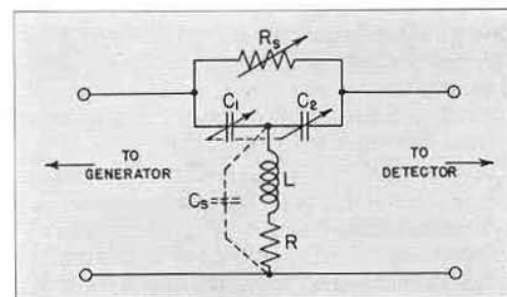 Rs
C1 C2
TO
GENERATOR
TO
DETECTOR
L
Cs
R